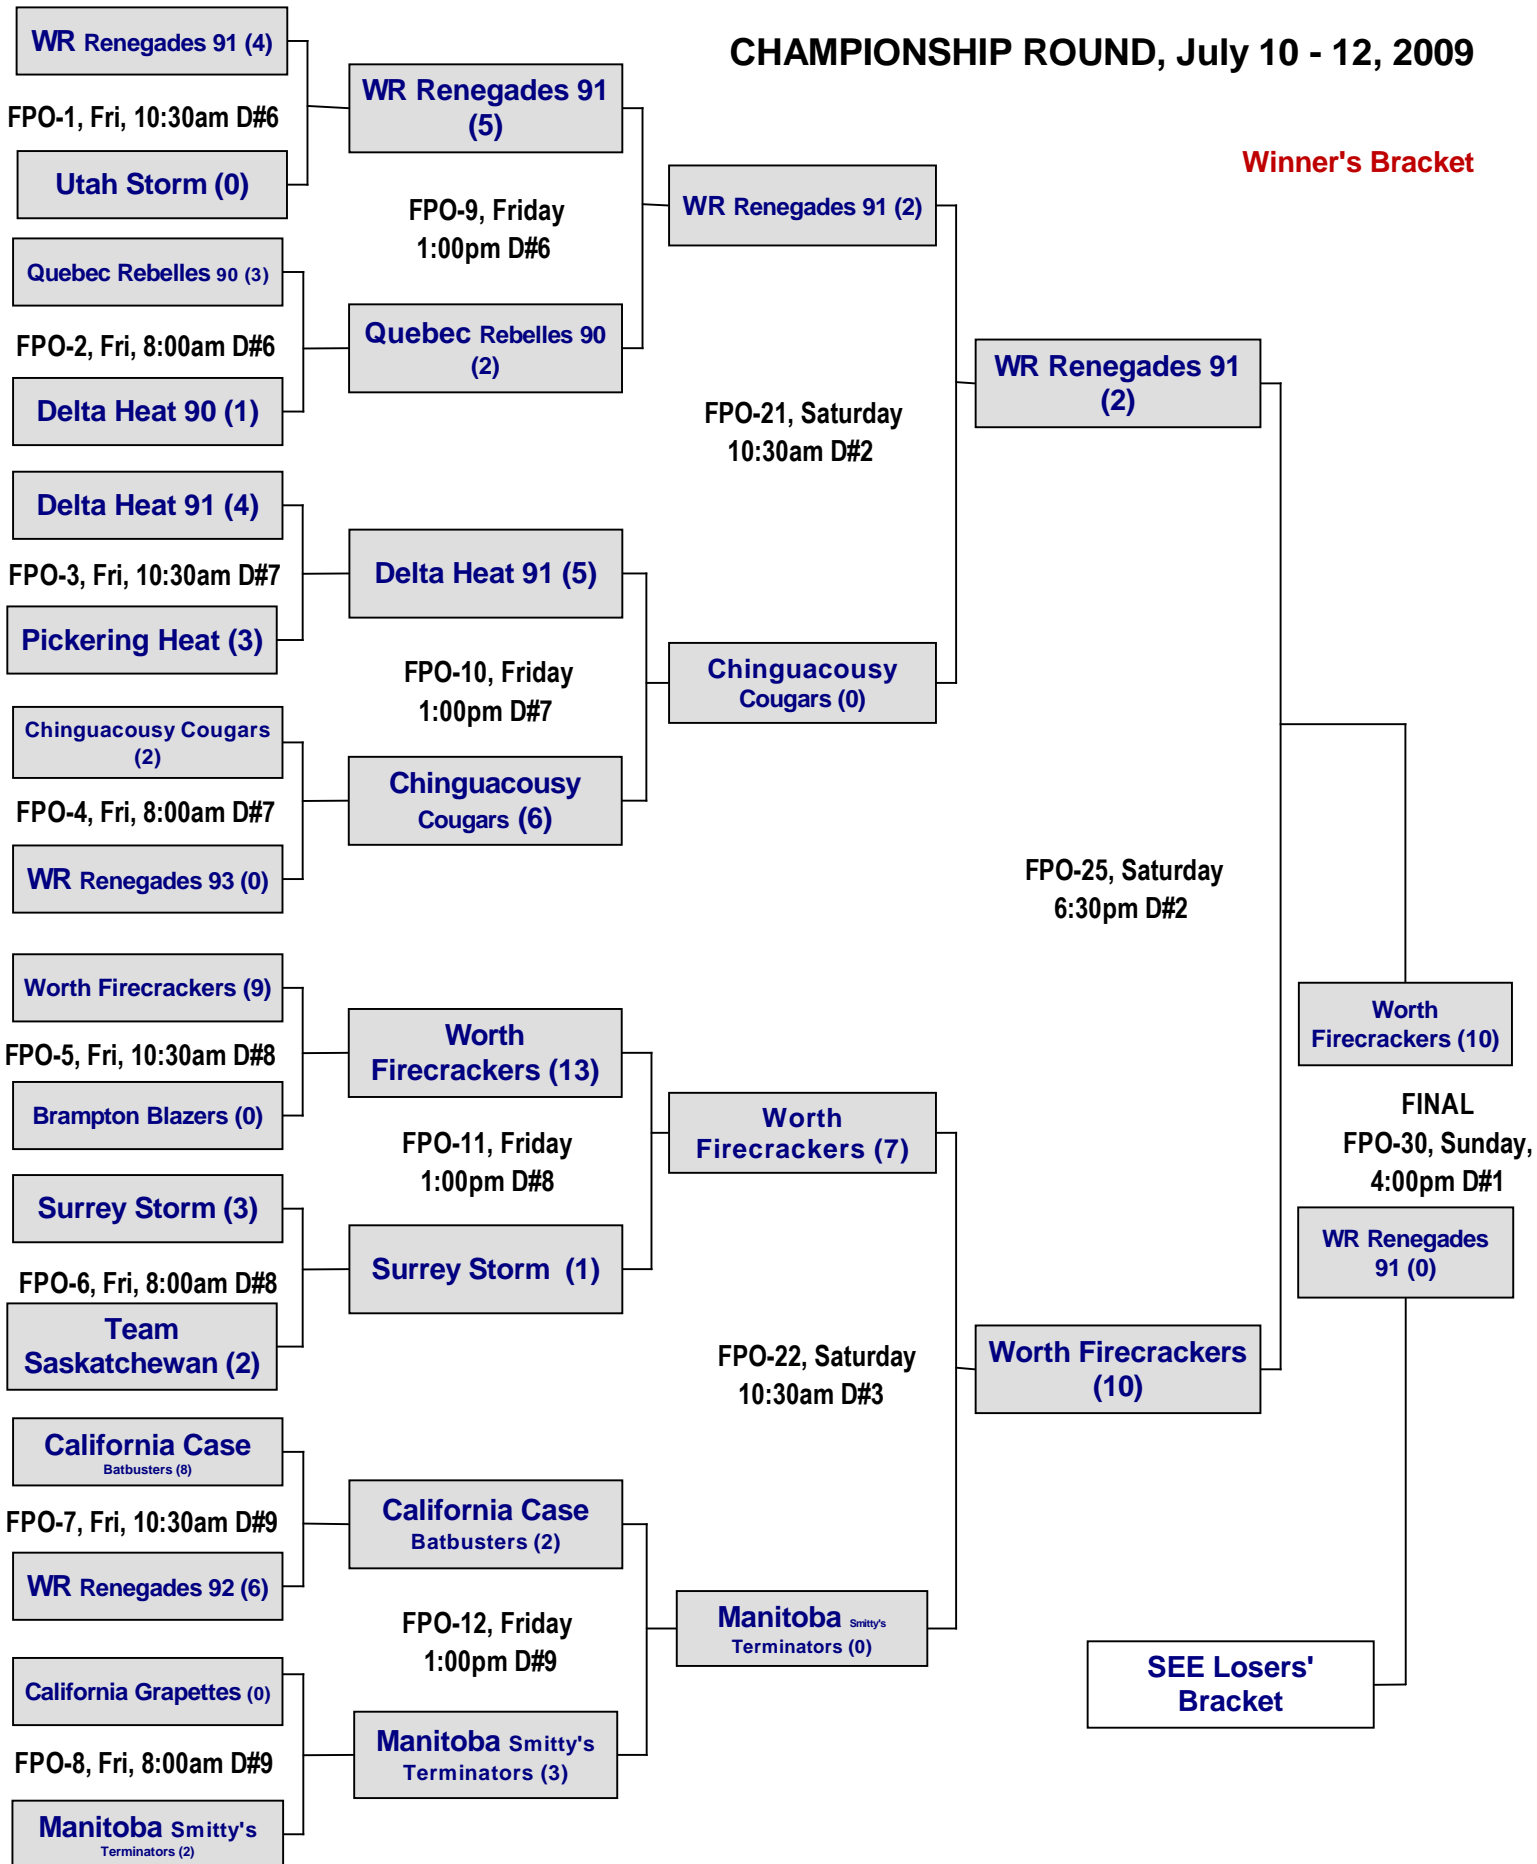 CHAMPIONSHIP ROUND, July 10 - 12, 2009
Winner's Bracket
WR Renegades 91 (4)
FPO-1, Fri, 10:30am D#6
Utah Storm (0)
Quebec Rebelles 90 (3)
FPO-2, Fri, 8:00am D#6
Delta Heat 90 (1)
Delta Heat 91 (4)
FPO-3, Fri, 10:30am D#7
Pickering Heat (3)
Chinguacousy Cougars
(2)
FPO-4, Fri, 8:00am D#7
WR Renegades 93 (0)
Worth Firecrackers (9)
FPO-5, Fri, 10:30am D#8
Brampton Blazers (0)
Surrey Storm (3)
FPO-6, Fri, 8:00am D#8
Team
Saskatchewan (2)
California Case
Batbusters (8)
FPO-7, Fri, 10:30am D#9
WR Renegades 92 (6)
California Grapettes (0)
FPO-8, Fri, 8:00am D#9
Manitoba Smitty's
Terminators (2)
WR Renegades 91
(5)
FPO-9, Friday
1:00pm D#6
Quebec Rebelles 90
(2)
Delta Heat 91 (5)
FPO-10, Friday
1:00pm D#7
Chinguacousy
Cougars (6)
Worth
Firecrackers (13)
FPO-11, Friday
1:00pm D#8
Surrey Storm (1)
California Case
Batbusters (2)
FPO-12, Friday
1:00pm D#9
Manitoba Smitty's
Terminators (3)
WR Renegades 91 (2)
FPO-21, Saturday
10:30am D#2
Chinguacousy
Cougars (0)
Worth
Firecrackers (7)
FPO-22, Saturday
10:30am D#3
Manitoba Smitty's
Terminators (0)
WR Renegades 91
(2)
FPO-25, Saturday
6:30pm D#2
Worth Firecrackers
(10)
Worth
Firecrackers (10)
FINAL
FPO-30, Sunday,
4:00pm D#1
WR Renegades
91 (0)
SEE Losers'
Bracket